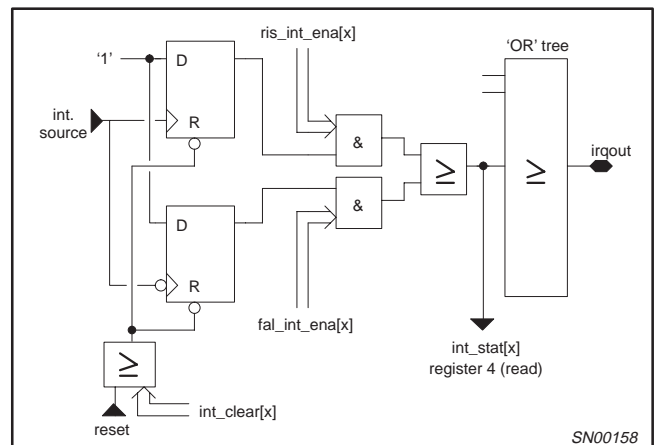 ris_int_ena[x]
'OR' tree
'1'
D
int.
source
R
&
irqout
≥
≥
&
D
R
fal_int_ena[x]
int_stat[x]
register 4 (read)
≥
int_clear[x]
reset
SN00158